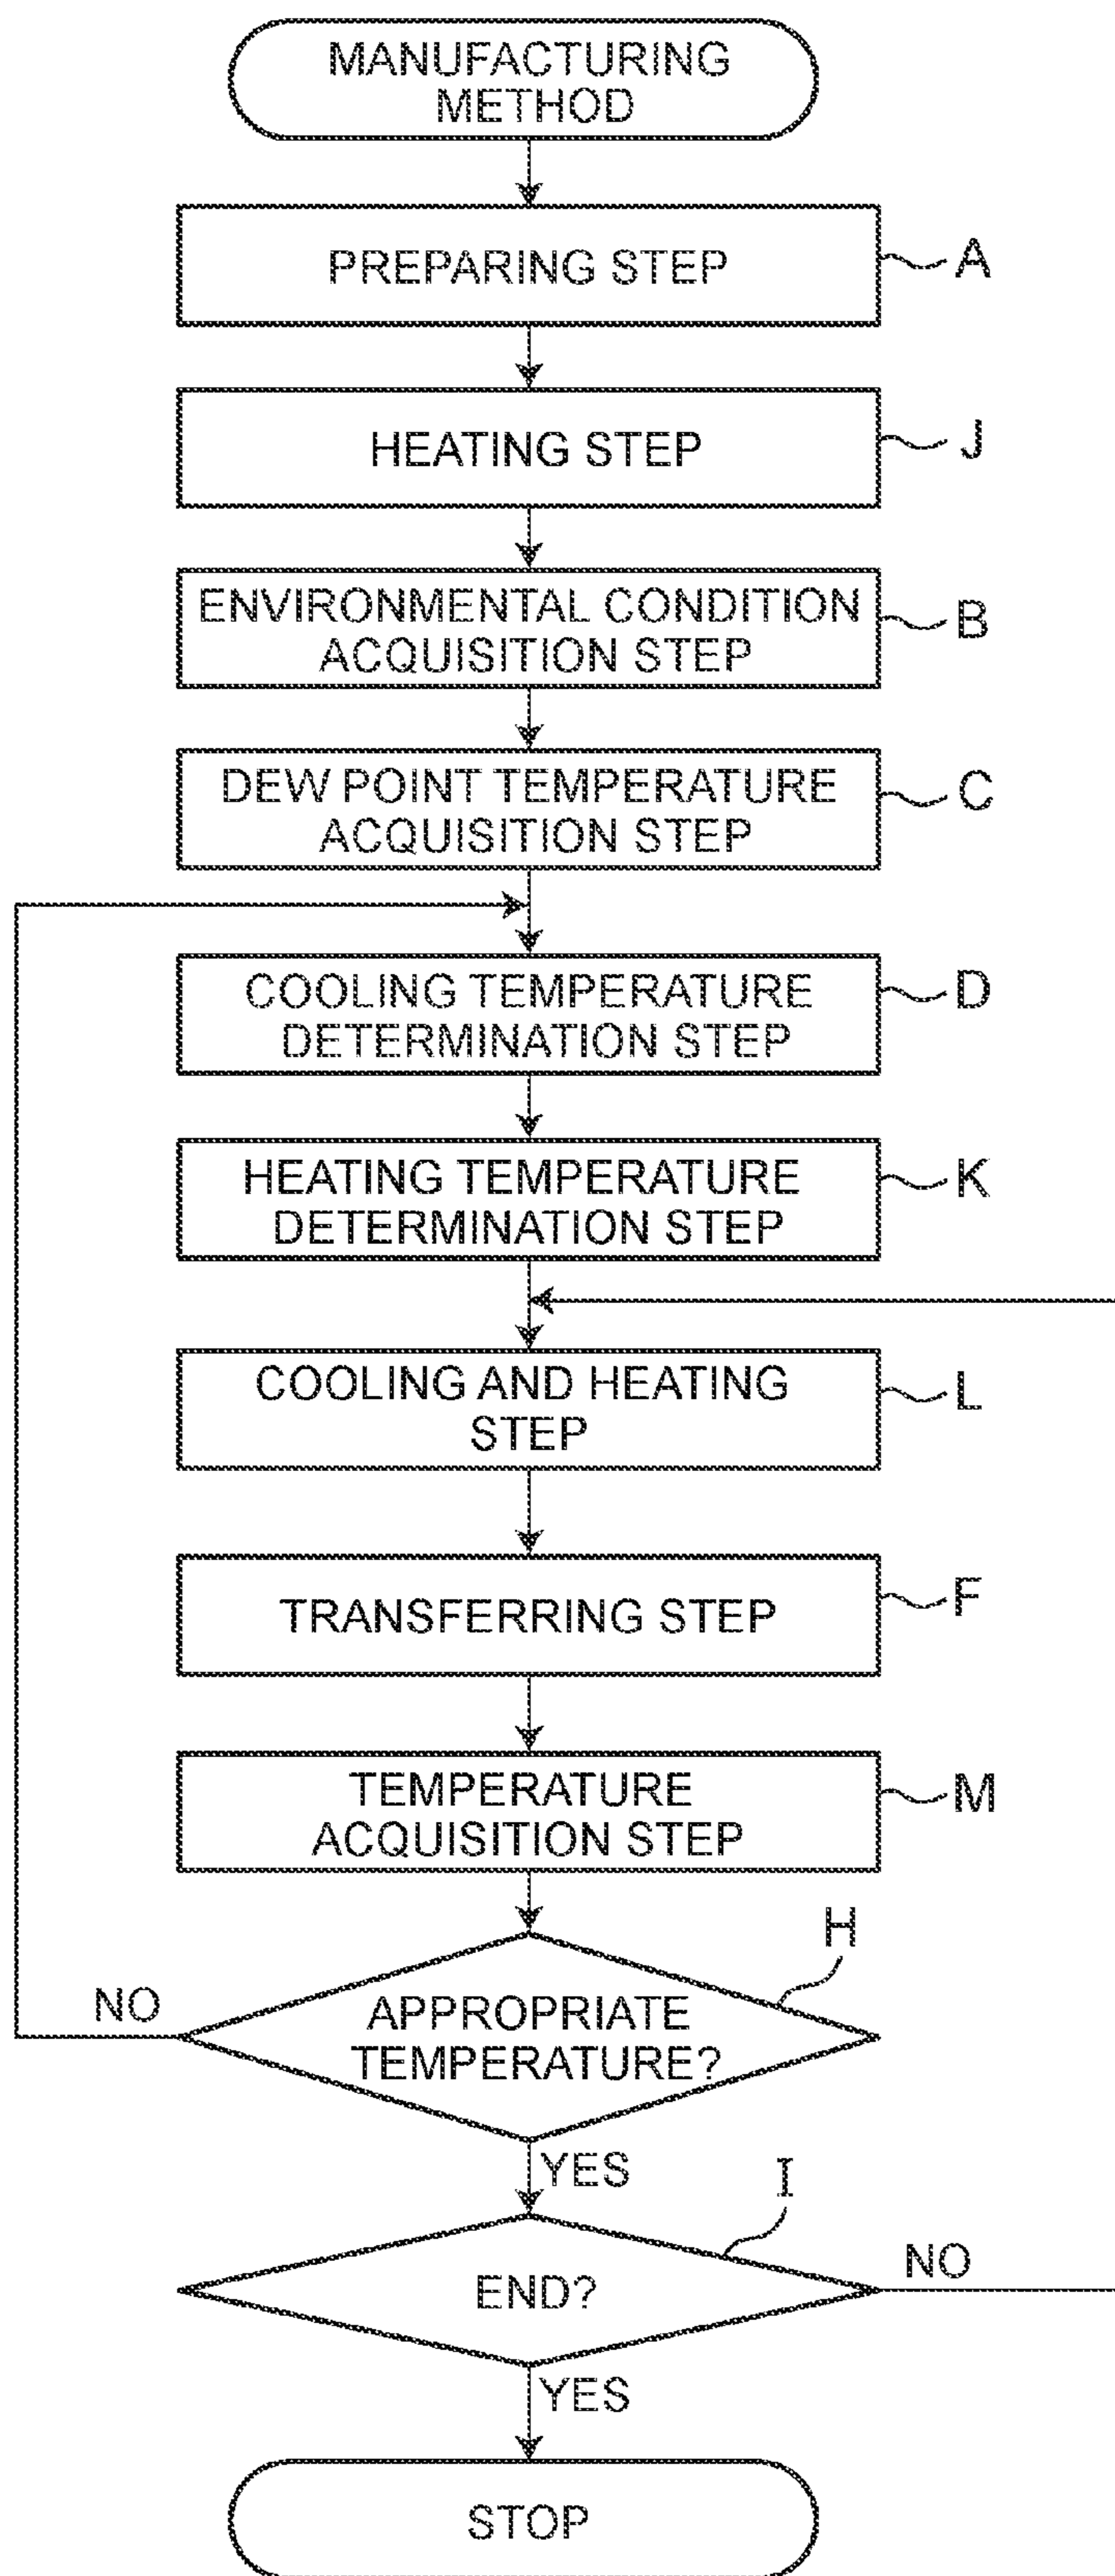 MANUFACTURING
METHOD
PREPARING STEP
A
HEATING STEP
J
ENVIRONMENTAL CONDITION
ACQUISITION STEP
B
DEW POINT TEMPERATURE
ACQUISITION STEP
C
COOLING TEMPERATURE
DETERMINATION STEP
D
HEATING TEMPERATURE
DETERMINATION STEP
K
COOLING AND HEATING
STEP
L
TRANSFERRING STEP
F
TEMPERATURE
ACQUISITION STEP
M
H
NO
APPROPRIATE
TEMPERATURE?
YES
I
NO
END?
YES
STOP